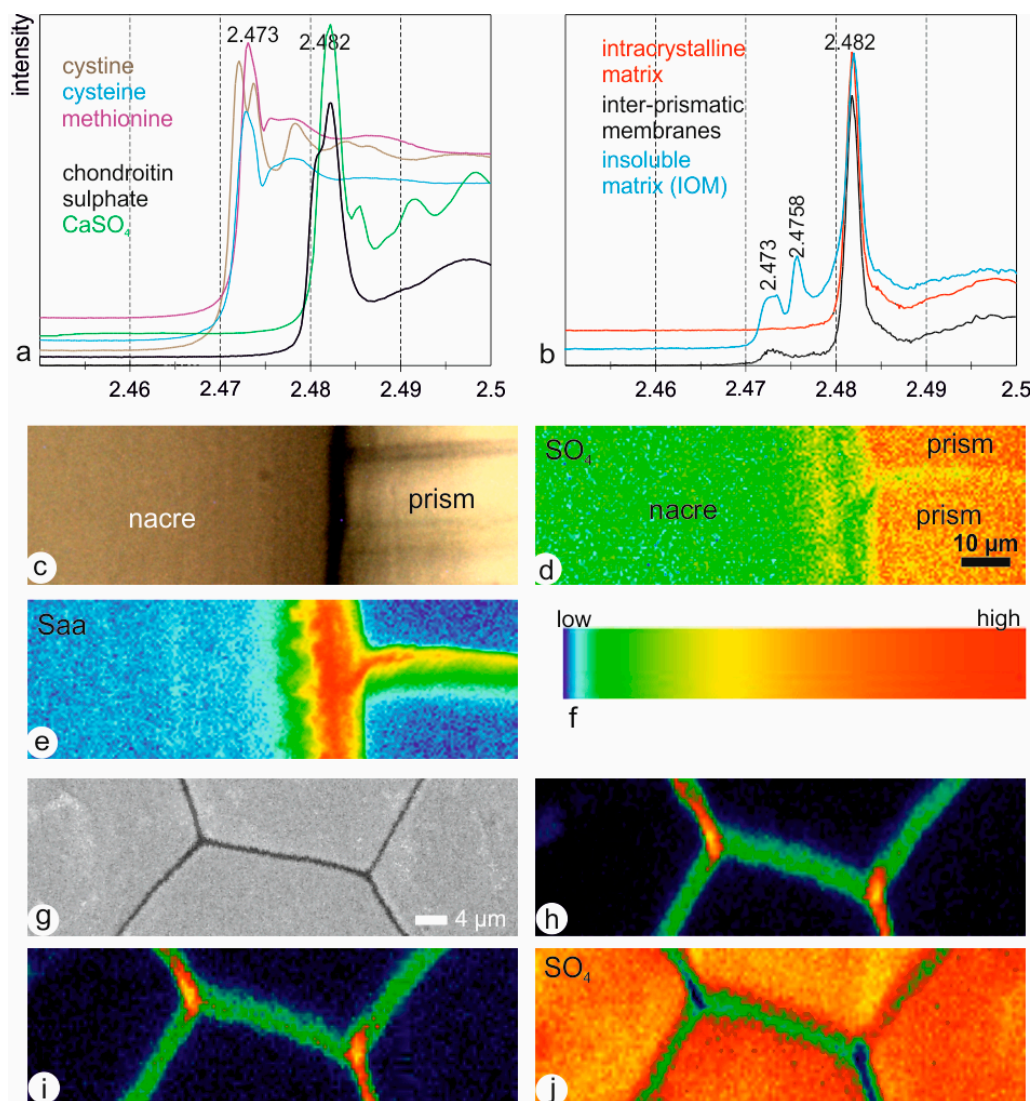 intensity
2.473
2.482
cystine
cysteine
methionine
chondroitin
sulphate
CaSO₄
a
2.46
2.47
2.48
2.49
2.5
2.482
intracrystalline
matrix
inter-prismatic
membranes
insoluble
matrix (IOM)
2.473
2.4758
b
2.46
2.47
2.48
2.49
2.5
nacre
prism
c
SO₄
prism
nacre
prism
10 µm
d
Saa
e
low
high
f
g
4 µm
h
i
SO₄
j